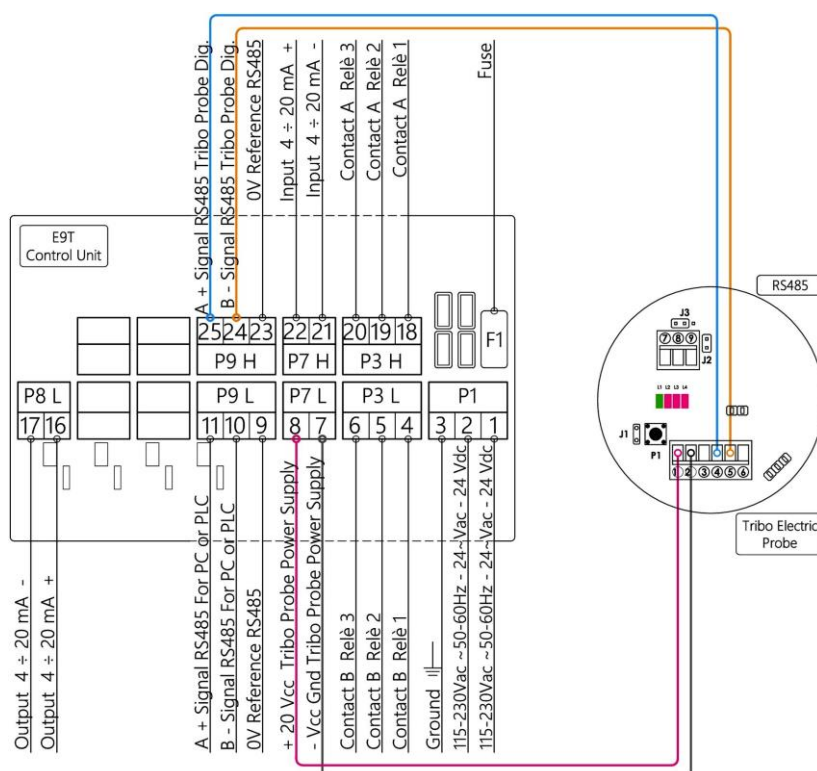 A + Signal RS485 Tribo Probe Dig.
B - Signal RS485 Tribo Probe Dig.
0V Reference RS485
Input 4 ÷ 20 mA +
Input 4 ÷ 20 mA -
Contact A Relè 3
Contact A Relè 2
Contact A Relè 1
Fuse
E9T
Control Unit
25 24 23
22 21
20 19 18
F1
P9 H
P7 H
P3 H
P8 L
P9 L
P7 L
P3 L
P1
17 16
11 10 9
8 7
6 5 4
3 2 1
Output 4 ÷ 20 mA -
Output 4 ÷ 20 mA +
A + Signal RS485 For PC or PLC
B - Signal RS485 For PC or PLC
0V Reference RS485
+ 20 Vcc Tribo Probe Power Supply
- Vcc Gnd Tribo Probe Power Supply
Contact B Relè 3
Contact B Relè 2
Contact B Relè 1
Ground
115-230Vac ~50-60Hz - 24~Vac - 24 Vdc
115-230Vac ~50-60Hz - 24~Vac - 24 Vdc
RS485
J3
7 8 9
J2
L1 L2 L3 L4
J1
P1
1 2 3 4 5 6
Tribo Electric
Probe